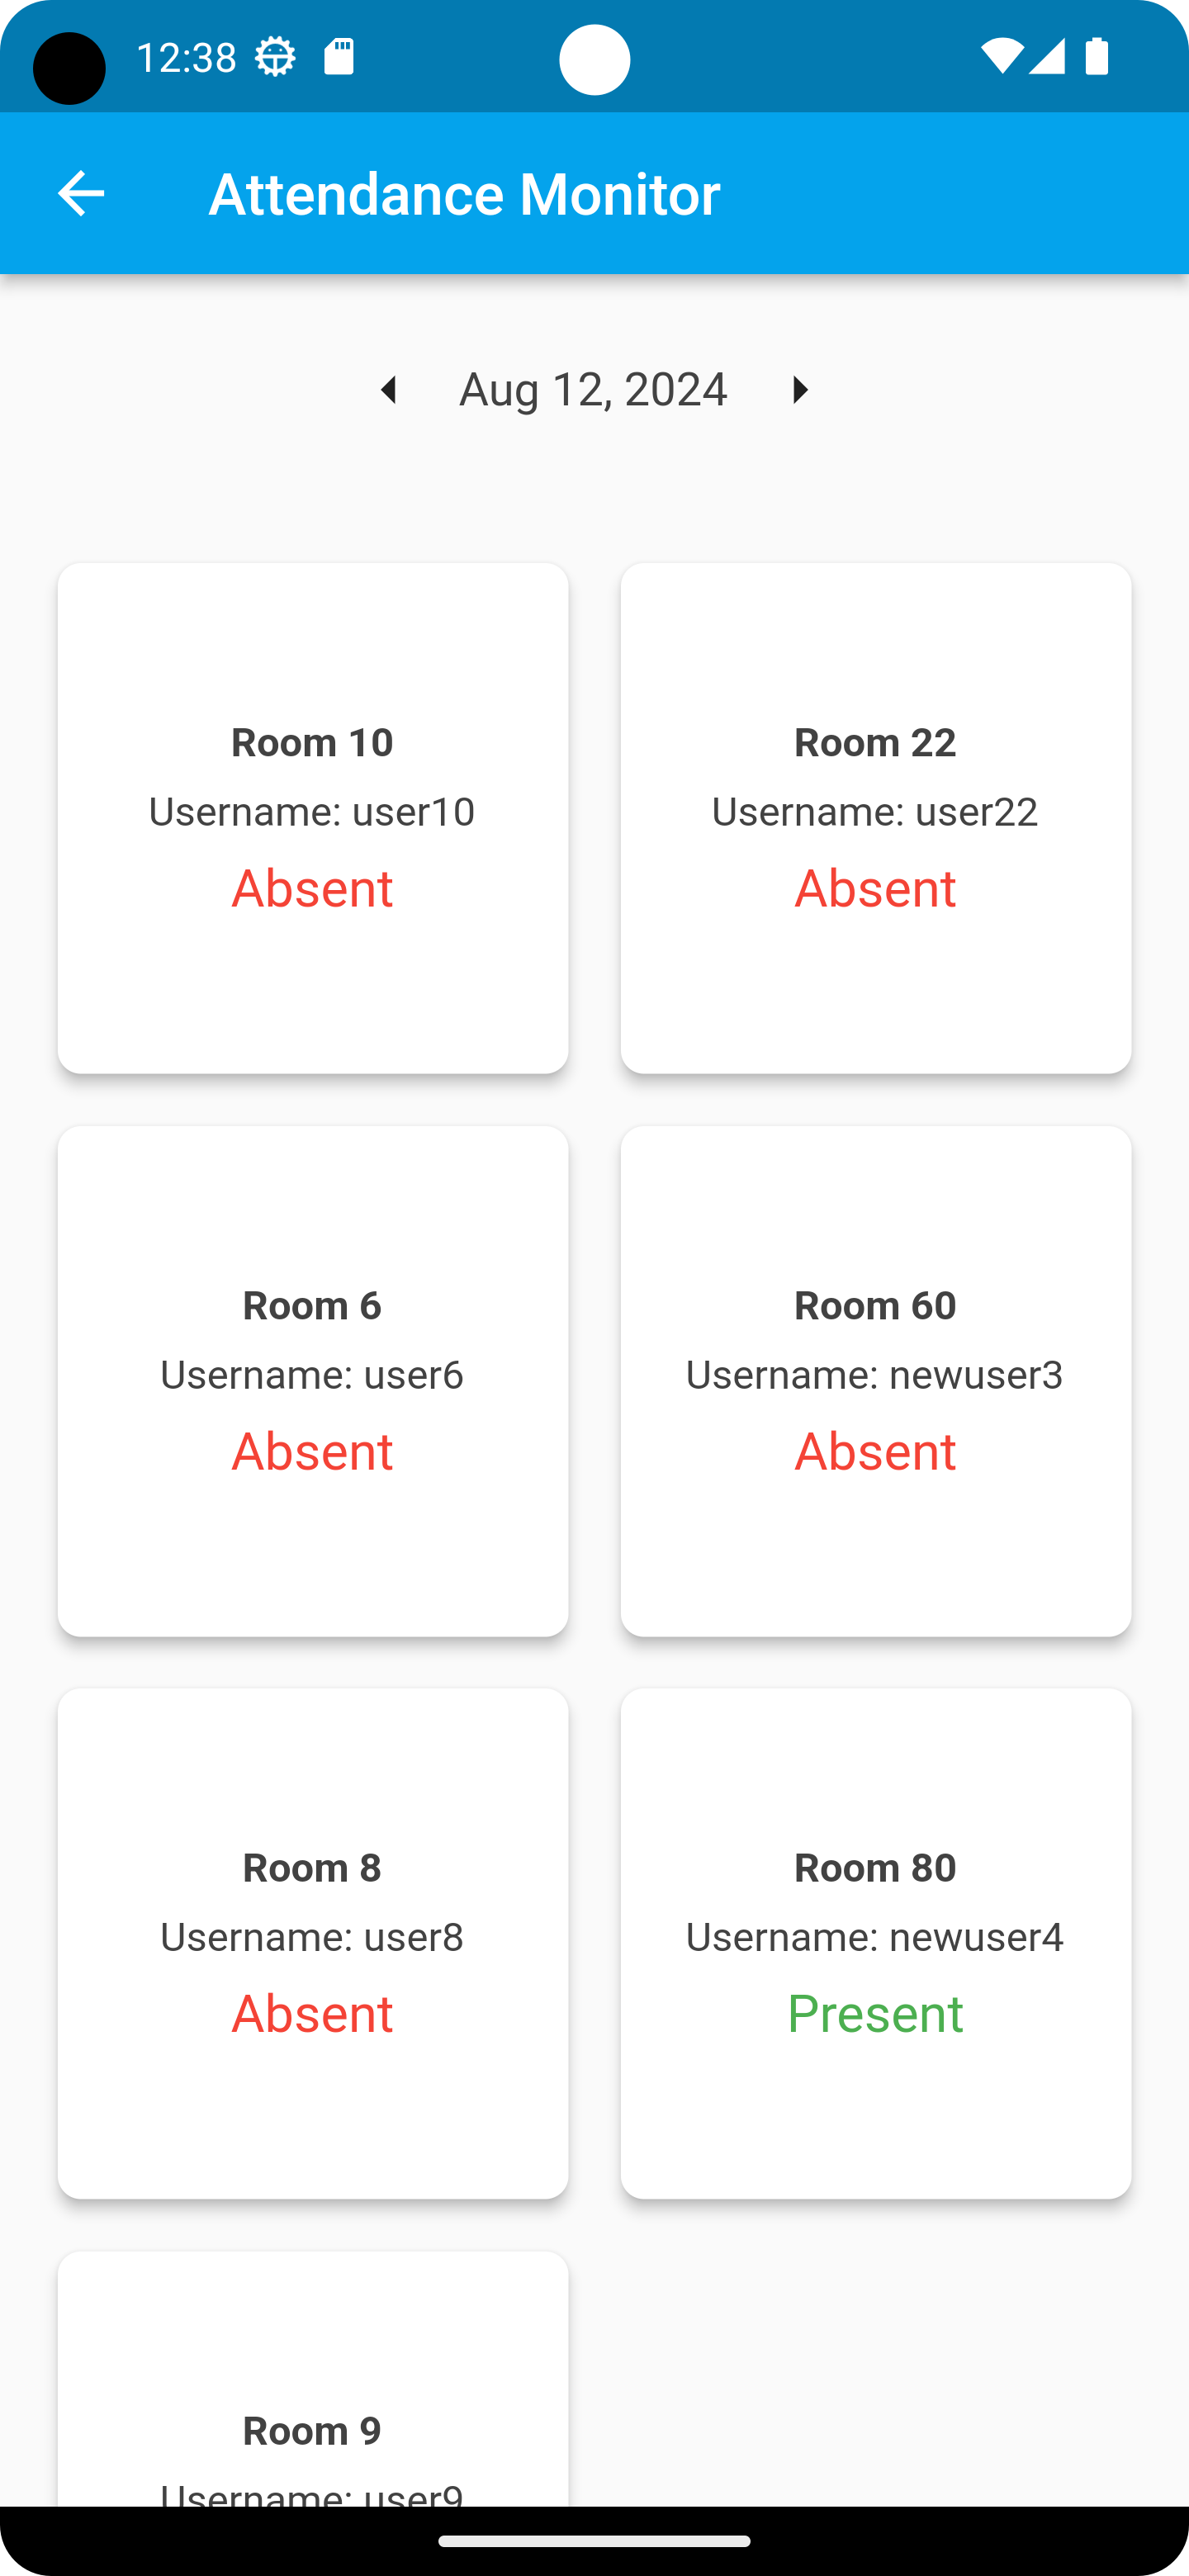 12:38
Attendance Monitor
Aug 12, 2024
Room 10
Username: user10
Absent
Room 22
Username: user22
Absent
Room 6
Username: user6
Absent
Room 60
Username: newuser3
Absent
Room 8
Username: user8
Absent
Room 80
Username: newuser4
Present
Room 9
Username: user9